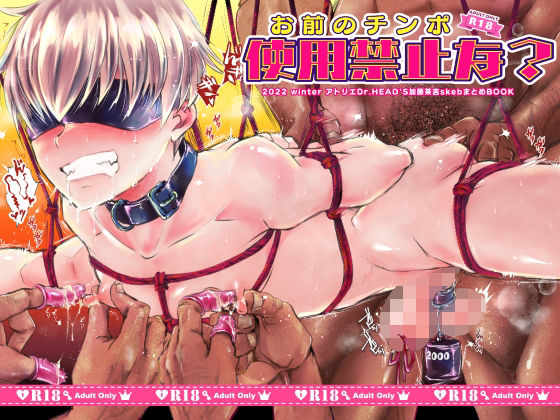 お前のチンポ
ADULT ONLY
R18
使用禁止な?
2022 winter アトリエDr.HEAD'S加藤茶吉skebまとめBOOK
2000
R18 Adult Only R18 Adult Only R18 Adult Only R18 Adult Only